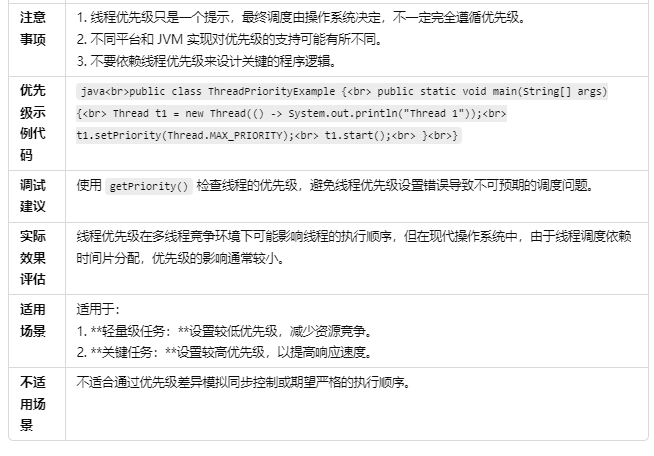 注意
事项
1. 线程优先级只是一个提示，最终调度由操作系统决定，不一定完全遵循优先级。
2. 不同平台和 JVM 实现对优先级的支持可能有所不同。
3. 不要依赖线程优先级来设计关键的程序逻辑。
优先
级示
例代
码
java<br>public class ThreadPriorityExample {<br> public static void main(String[] args)
{<br> Thread t1 = new Thread(() -> System.out.println("Thread 1"));<br>
t1.setPriority(Thread.MAX_PRIORITY);<br> t1.start();<br> }<br>}
调试
建议
使用 getPriority() 检查线程的优先级，避免线程优先级设置错误导致不可预期的调度问题。
实际
效果
评估
线程优先级在多线程竞争环境下可能影响线程的执行顺序，但在现代操作系统中，由于线程调度依赖
时间片分配，优先级的影响通常较小。
适用
场景
适用于：
1. **轻量级任务：**设置较低优先级，减少资源竞争。
2. **关键任务：**设置较高优先级，以提高响应速度。
不适
用场
景
不适合通过优先级差异模拟同步控制或期望严格的执行顺序。